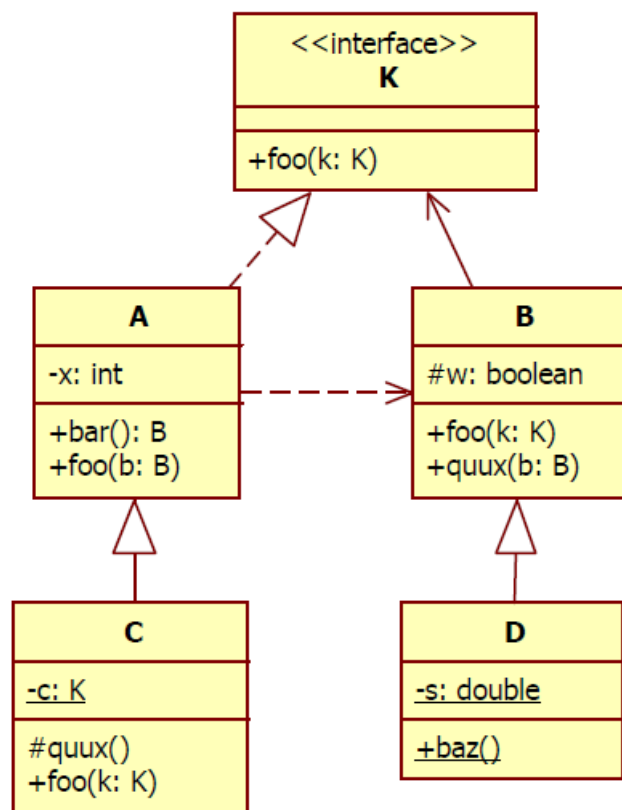 <<interface>>
K
+foo(k: K)
A
-x: int
+bar(): B
+foo(b: B)
B
#w: boolean
+foo(k: K)
+quux(b: B)
C
-c: K
#quux()
+foo(k: K)
D
-s: double
+baz()